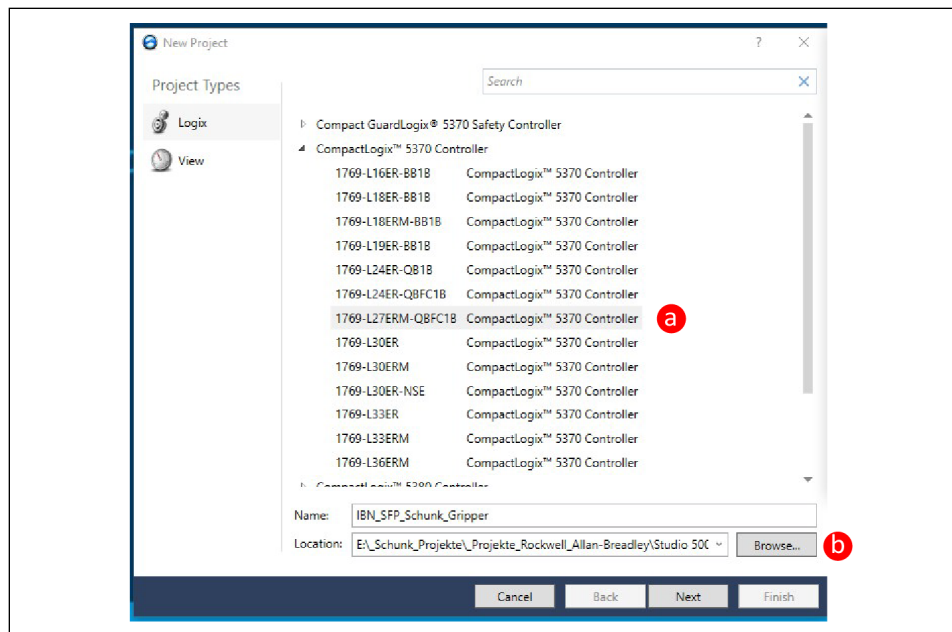 New Project ? ×
Project Types
Search
Logix
View
Compact GuardLogix® 5370 Safety Controller
CompactLogix™ 5370 Controller
1769-L16ER-BB1B CompactLogix™ 5370 Controller
1769-L18ER-BB1B CompactLogix™ 5370 Controller
1769-L18ERM-BB1B CompactLogix™ 5370 Controller
1769-L19ER-BB1B CompactLogix™ 5370 Controller
1769-L24ER-QB1B CompactLogix™ 5370 Controller
1769-L24ER-QBFC1B CompactLogix™ 5370 Controller
1769-L27ERM-QBFC1B CompactLogix™ 5370 Controller a
1769-L30ER CompactLogix™ 5370 Controller
1769-L30ERM CompactLogix™ 5370 Controller
1769-L30ER-NSE CompactLogix™ 5370 Controller
1769-L33ER CompactLogix™ 5370 Controller
1769-L33ERM CompactLogix™ 5370 Controller
1769-L36ERM CompactLogix™ 5370 Controller
CompactLogix™ 5380 Controller
Name: IBN_SFP_Schunk_Gripper
Location: E:\_Schunk_Projekte\_Projekte_Rockwell_Allan-Breadley\Studio 500 Browse... b
Cancel Back Next Finish